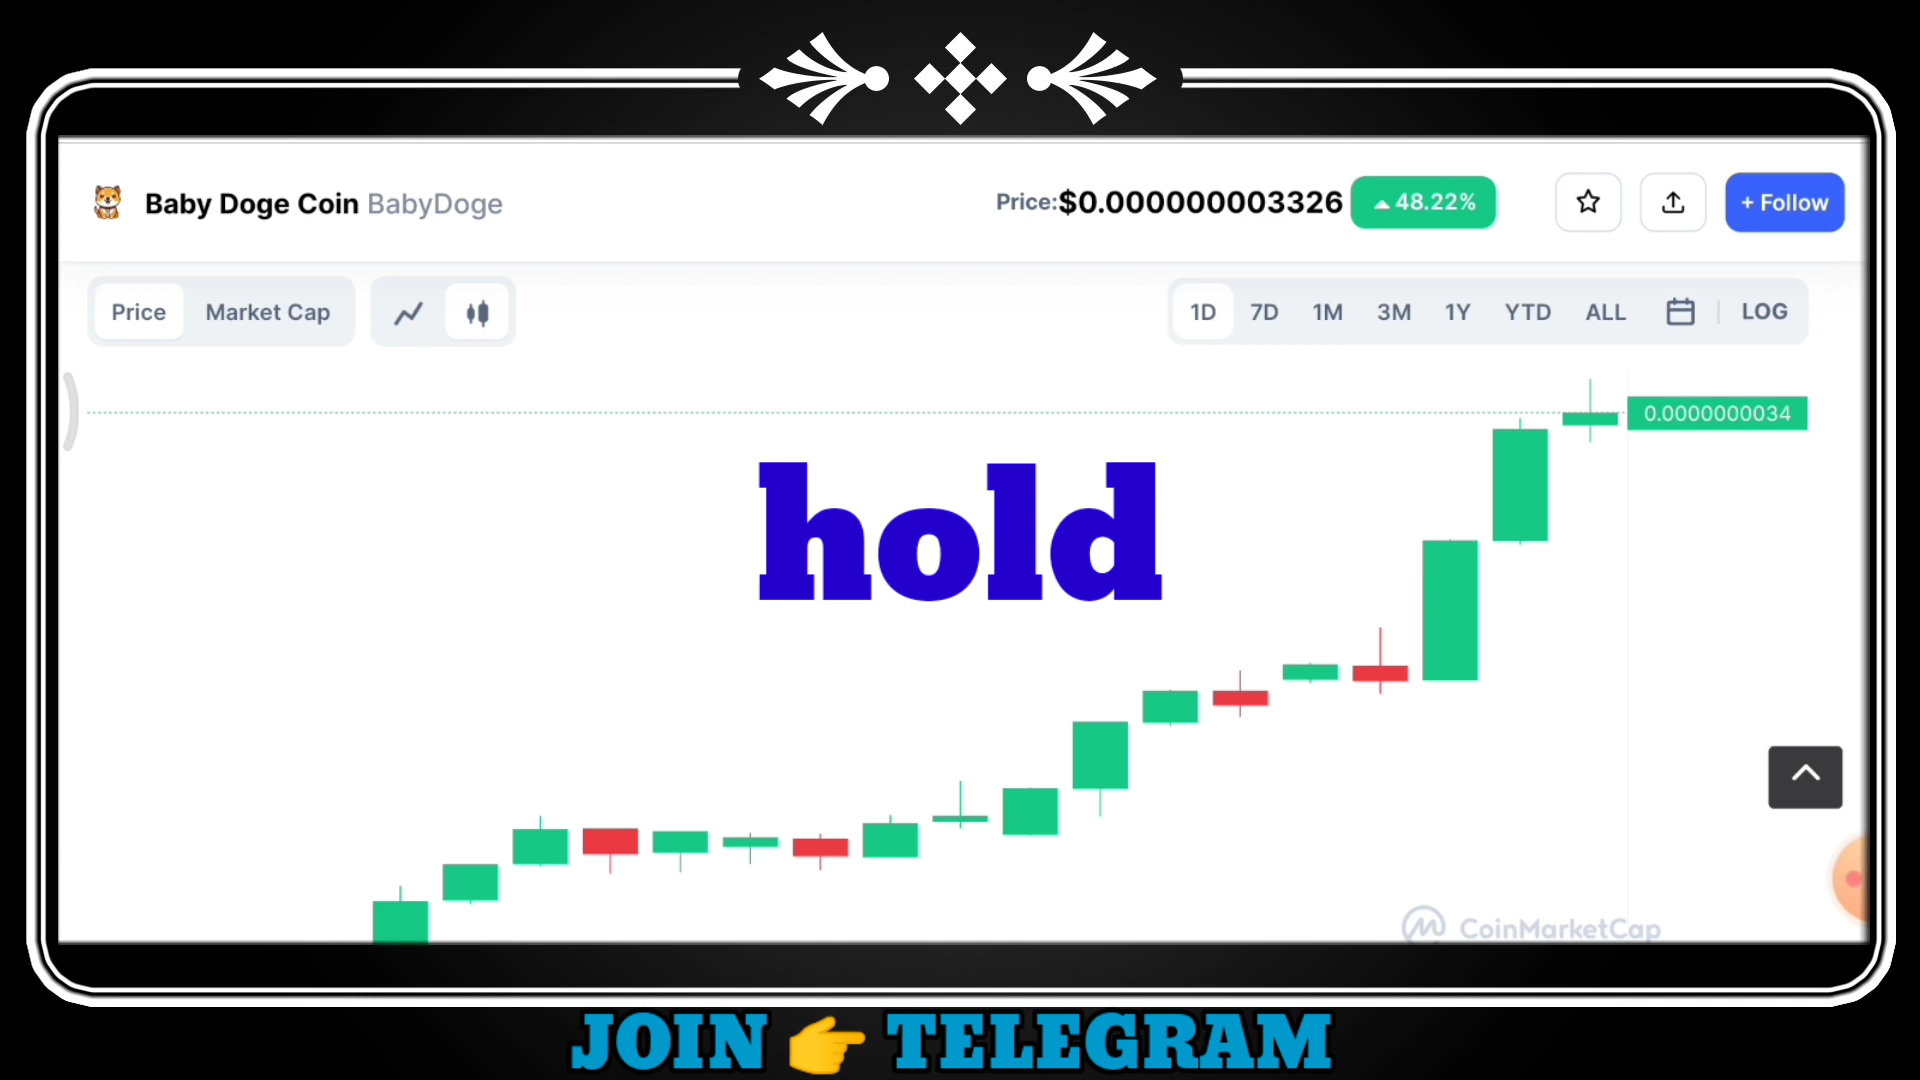 Baby Doge Coin BabyDoge
Price:$0.000000003326 48.22%
+ Follow
Price Market Cap
1D 7D 1M 3M 1Y YTD ALL LOG
0.0000000034
hold
CoinMarketCap
JOIN 👉 TELEGRAM